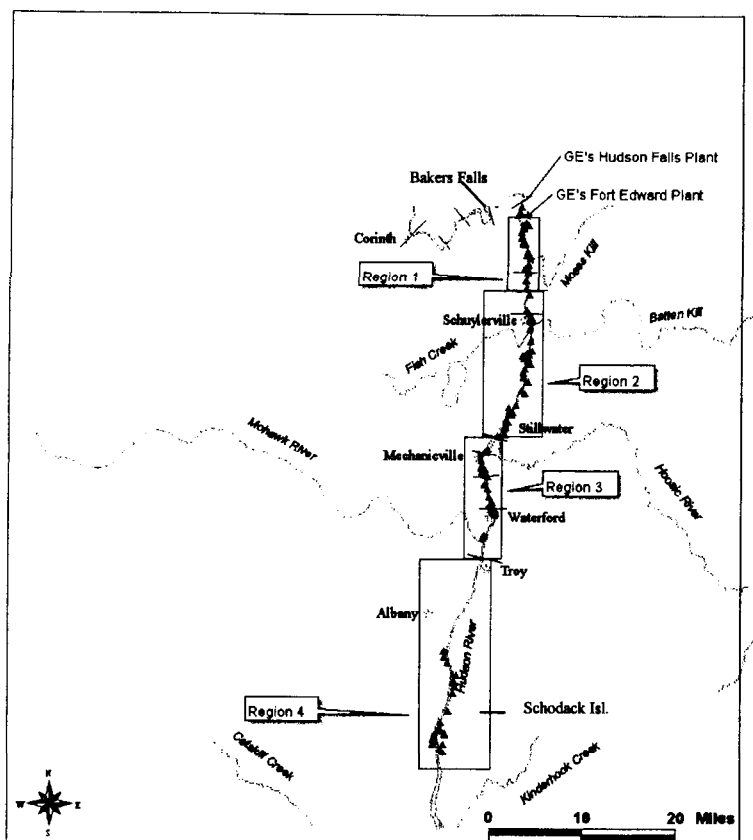 GE's Hudson Falls Plant
Bakers Falls
GE's Fort Edward Plant
Corinth
Region 1
Moses Kill
Schuylerville
Batten Kill
Fish Creek
Region 2
Stillwater
Mohawk River
Mechanicville
Hoosic River
Region 3
Waterford
Troy
Albany
Hudson River
Region 4
Schodack Isl.
Catskill Creek
Kinderhook Creek
N
W E
S
0 10 20 Miles